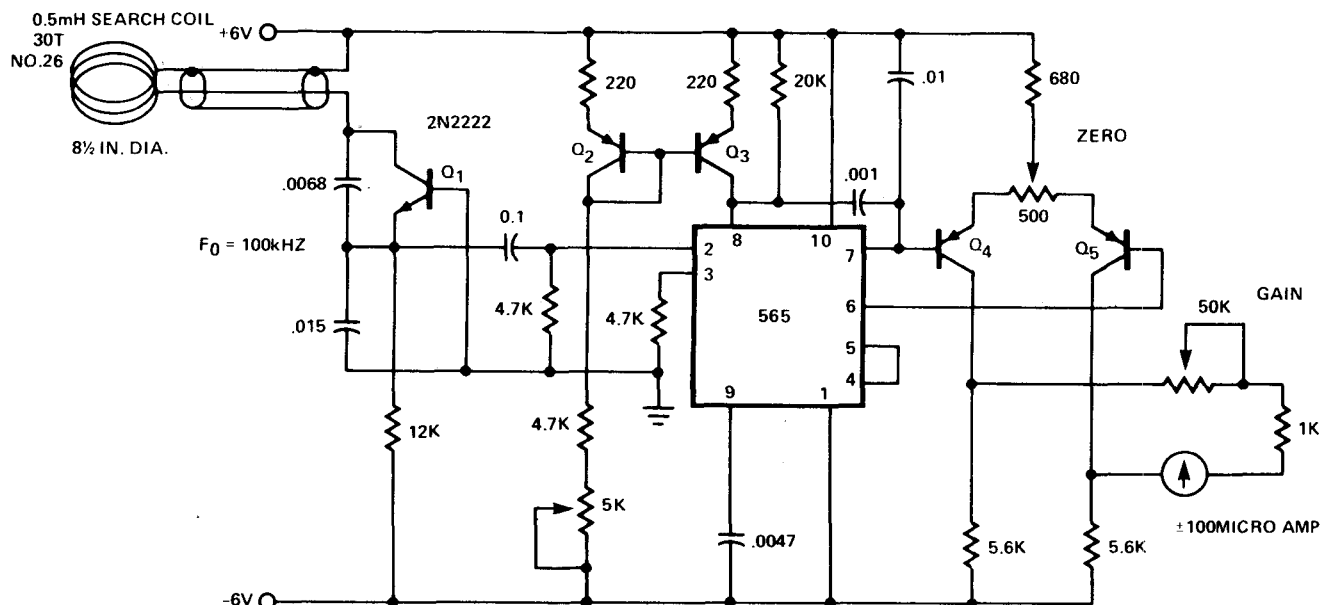 0.5mH SEARCH COIL
30T
NO.26
8½ IN. DIA.
+6V
220
220
20K
.01
680
2N2222
Q1
Q2
Q3
ZERO
.0068
.001
500
F0 = 100kHZ
0.1
2
3
8
10
7
6
5
4
9
1
565
Q4
Q5
4.7K
4.7K
.015
GAIN
50K
12K
4.7K
1K
5K
.0047
5.6K
5.6K
±100MICRO AMP
-6V